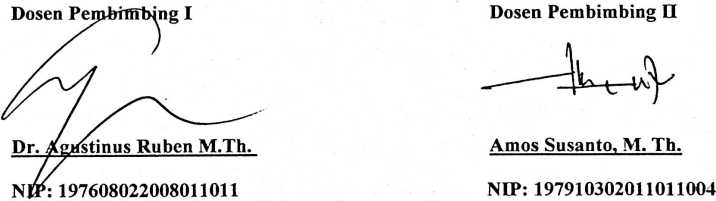 Dosen Pembimbing I
Dosen Pembimbing II
Dr. Agustinus Ruben M.Th.
Amos Susanto, M. Th.
NIP: 197608022008011011
NIP: 197910302011011004